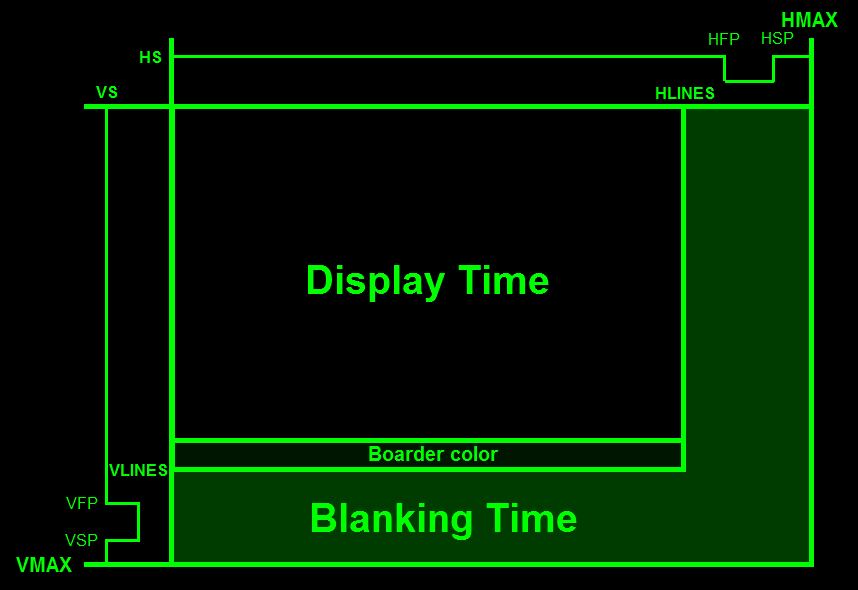 HMAX
HFP
HSP
HS
VS
HLINES
Display Time
Boarder color
VLINES
VFP
Blanking Time
VSP
VMAX